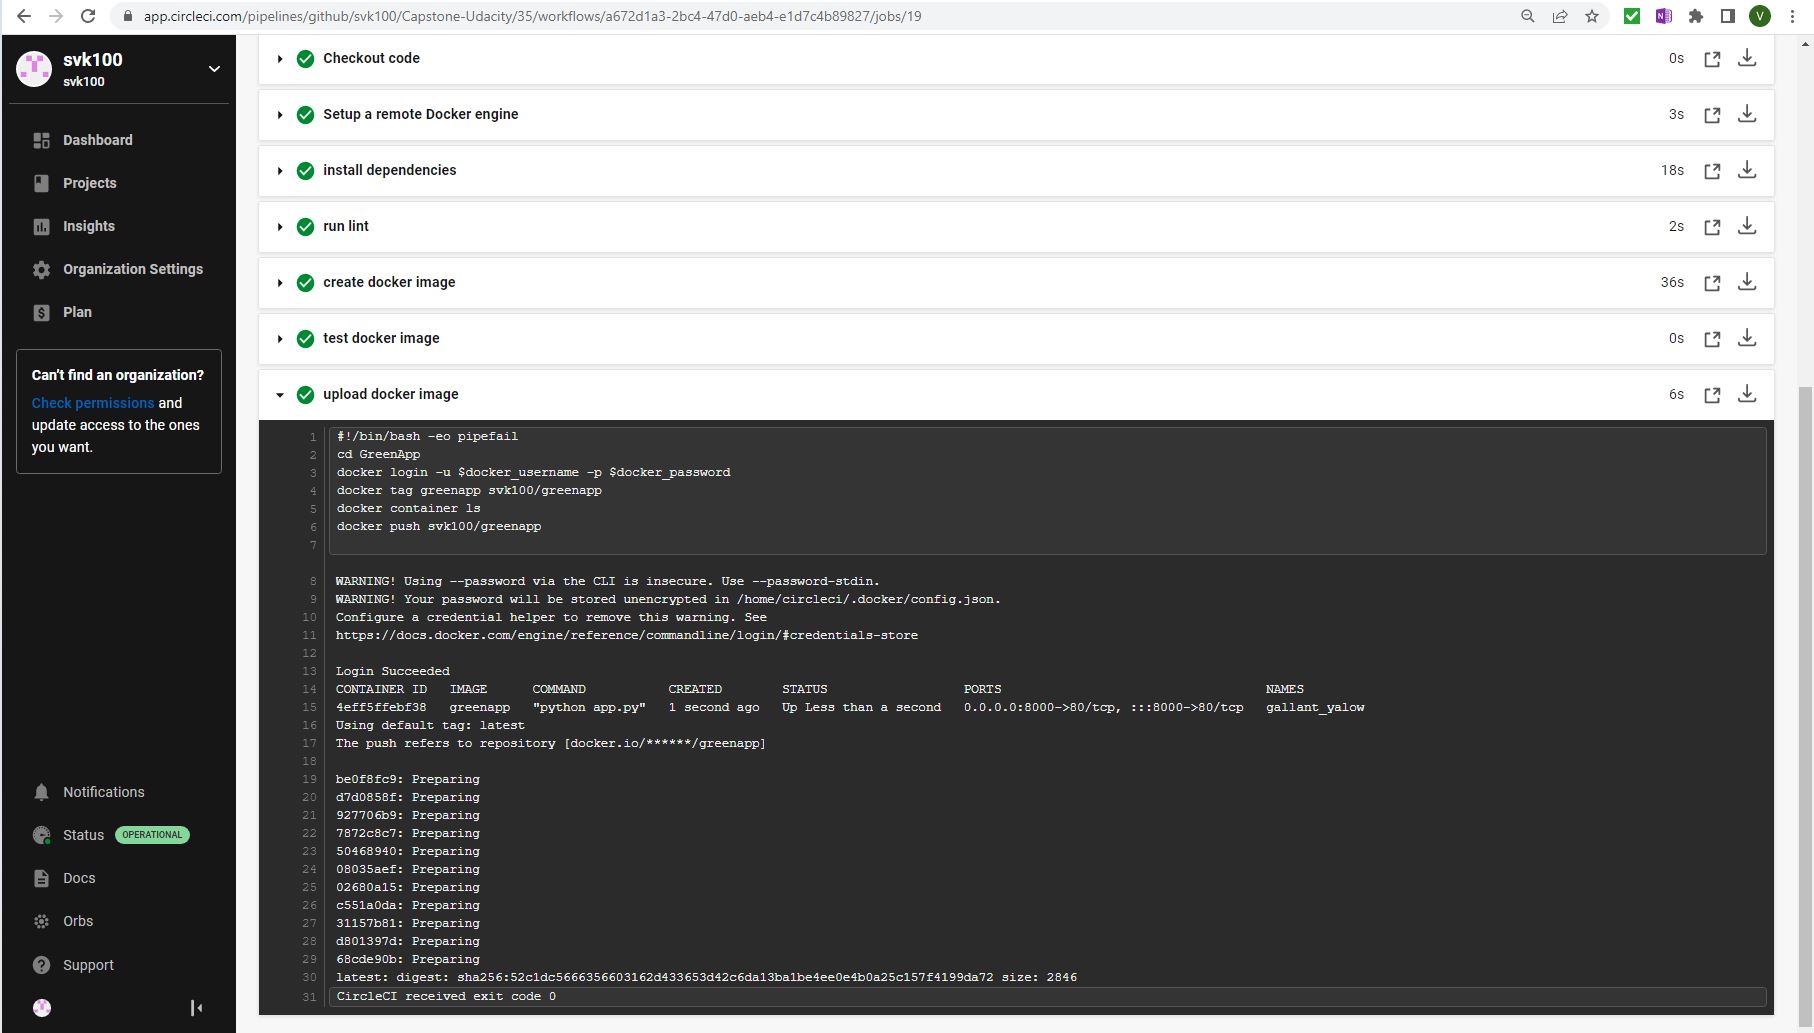 app.circleci.com/pipelines/github/svk100/Capstone-Udacity/35/workflows/a672d1a3-2bc4-47d0-aeb4-e1d7c4b89827/jobs/19
V
svk100
svk100
Dashboard
Projects
Insights
Organization Settings
Plan
Can't find an organization?
Check permissions and
update access to the ones
you want.
Notifications
Status OPERATIONAL
Docs
Orbs
Support
Checkout code 0s
Setup a remote Docker engine 3s
install dependencies 18s
run lint 2s
create docker image 36s
test docker image 0s
upload docker image 6s
1 #!/bin/bash -eo pipefail
2 cd GreenApp
3 docker login -u $docker_username -p $docker_password
4 docker tag greenapp svk100/greenapp
5 docker container ls
6 docker push svk100/greenapp
7
8 WARNING! Using --password via the CLI is insecure. Use --password-stdin.
9 WARNING! Your password will be stored unencrypted in /home/circleci/.docker/config.json.
10 Configure a credential helper to remove this warning. See
11 https://docs.docker.com/engine/reference/commandline/login/#credentials-store
12
13 Login Succeeded
14 CONTAINER ID IMAGE COMMAND CREATED STATUS PORTS NAMES
15 4eff5ffebf38 greenapp "python app.py" 1 second ago Up Less than a second 0.0.0.0:8000->80/tcp, :::8000->80/tcp gallant_yalow
16 Using default tag: latest
17 The push refers to repository [docker.io/******/greenapp]
18
19 be0f8fc9: Preparing
20 d7d0858f: Preparing
21 927706b9: Preparing
22 7872c8c7: Preparing
23 50468940: Preparing
24 08035aef: Preparing
25 02680a15: Preparing
26 c551a0da: Preparing
27 31157b81: Preparing
28 d801397d: Preparing
29 68cde90b: Preparing
30 latest: digest: sha256:52c1dc5666356603162d433653d42c6da13ba1be4ee0e4b0a25c157f4199da72 size: 2846
31 CircleCI received exit code 0